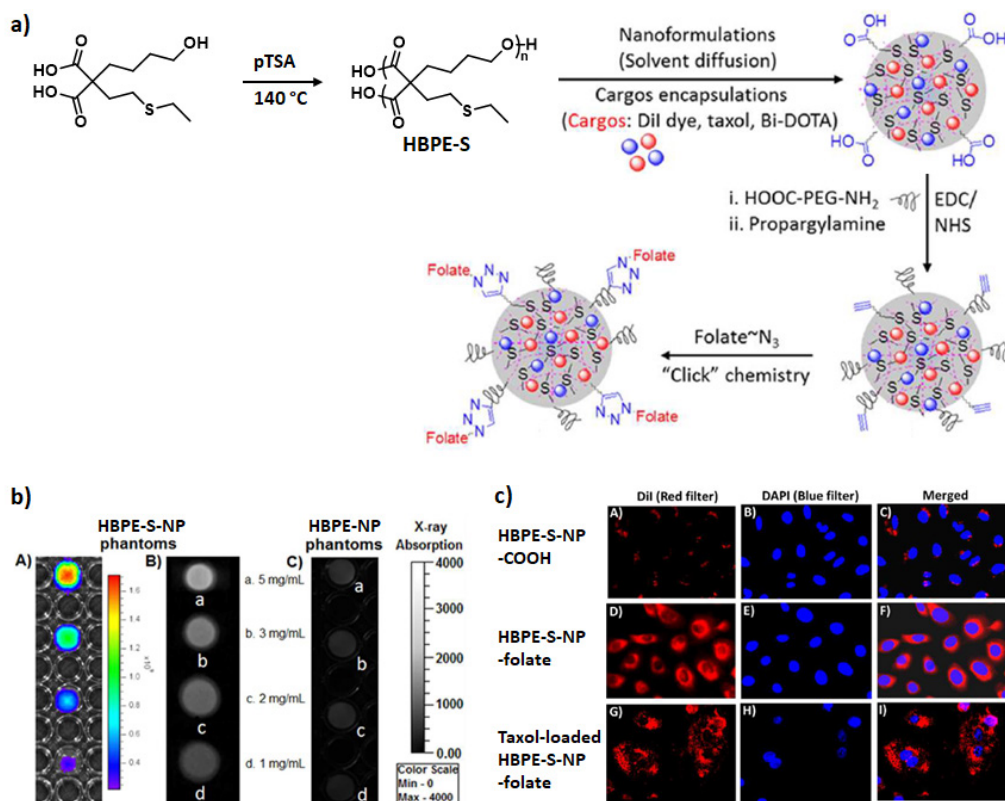 a)
O
HO
OH
HO
O
S
pTSA
140 °C
O
HO
O
H
n
HO
O
S
HBPE-S
Nanoformulations
(Solvent diffusion)
Cargos encapsulations
(Cargos: DiI dye, taxol, Bi-DOTA)
i. HOOC-PEG-NH2
ii. Propargylamine
EDC/
NHS
Folate~N3
"Click" chemistry
Folate
Folate
Folate
Folate
b)
HBPE-S-NP
phantoms
HBPE-NP
phantoms
X-ray
Absorption
A)
B)
C)
1.6
1.4
1.2
1.0
0.8
0.6
0.4
a
b
c
d
a. 5 mg/mL
b. 3 mg/mL
c. 2 mg/mL
d. 1 mg/mL
a
b
c
d
4000
3000
2000
1000
0.00
Color Scale
Min - 0
Max - 4000
c)
DiI (Red filter)
DAPI (Blue filter)
Merged
HBPE-S-NP
-COOH
A)
B)
C)
HBPE-S-NP
-folate
D)
E)
F)
Taxol-loaded
HBPE-S-NP
-folate
G)
H)
I)